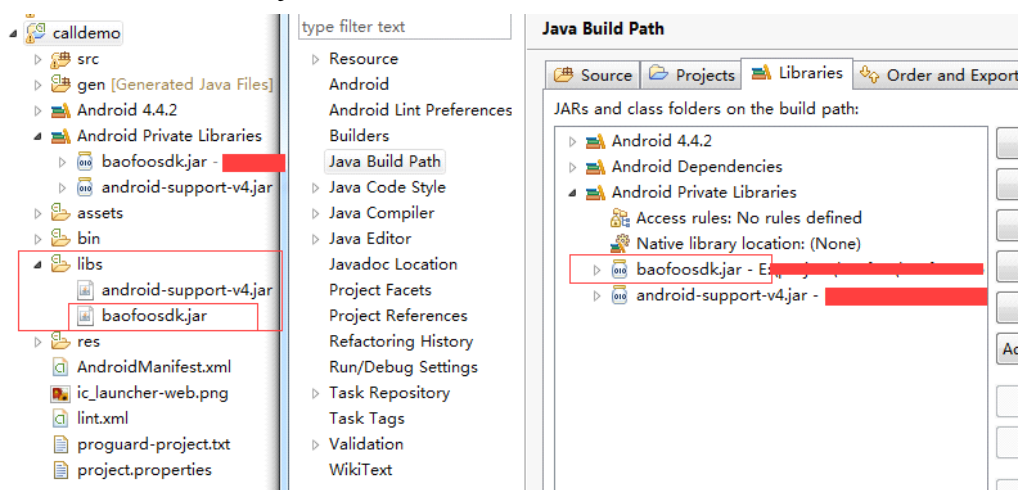 calldemo
src
gen [Generated Java Files]
Android 4.4.2
Android Private Libraries
baofoosdk.jar -
android-support-v4.jar
assets
bin
libs
android-support-v4.jar
baofoosdk.jar
res
AndroidManifest.xml
ic_launcher-web.png
lint.xml
proguard-project.txt
project.properties
type filter text
Resource
Android
Android Lint Preferences
Builders
Java Build Path
Java Code Style
Java Compiler
Java Editor
Javadoc Location
Project Facets
Project References
Refactoring History
Run/Debug Settings
Task Repository
Task Tags
Validation
WikiText
Java Build Path
Source Projects Libraries Order and Export
JARs and class folders on the build path:
Android 4.4.2
Android Dependencies
Android Private Libraries
Access rules: No rules defined
Native library location: (None)
baofoosdk.jar - E:\
android-support-v4.jar -